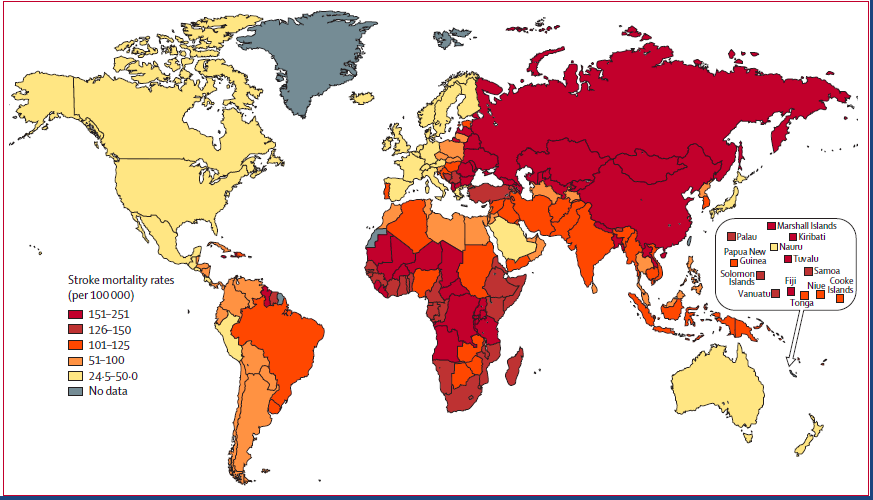 Stroke mortality rates
(per 100 000)
151–251
126–150
101–125
51–100
24·5–50·0
No data
Marshall Islands
Palau
Kiribati
Nauru
Papua New
Guinea
Tuvalu
Solomon
Islands
Samoa
Fiji
Niue
Cooke
Islands
Vanuatu
Tonga